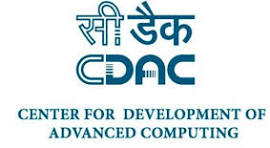 सी डैक
CDAC
CENTER FOR DEVELOPMENT OF
ADVANCED COMPUTING